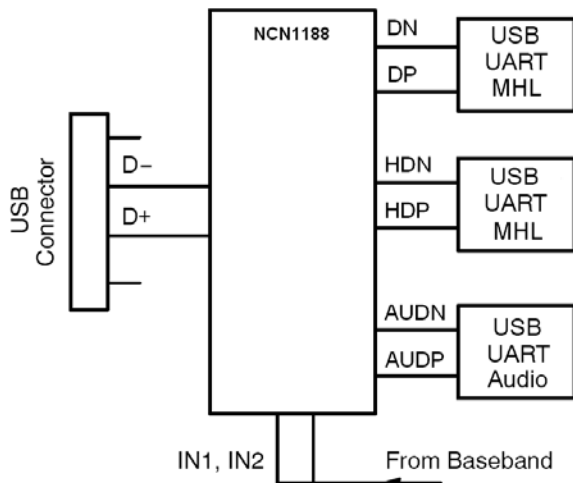 NCN1188
DN
DP
USB
UART
MHL
USB
Connector
D−
D+
HDN
HDP
USB
UART
MHL
AUDN
AUDP
USB
UART
Audio
IN1, IN2
From Baseband